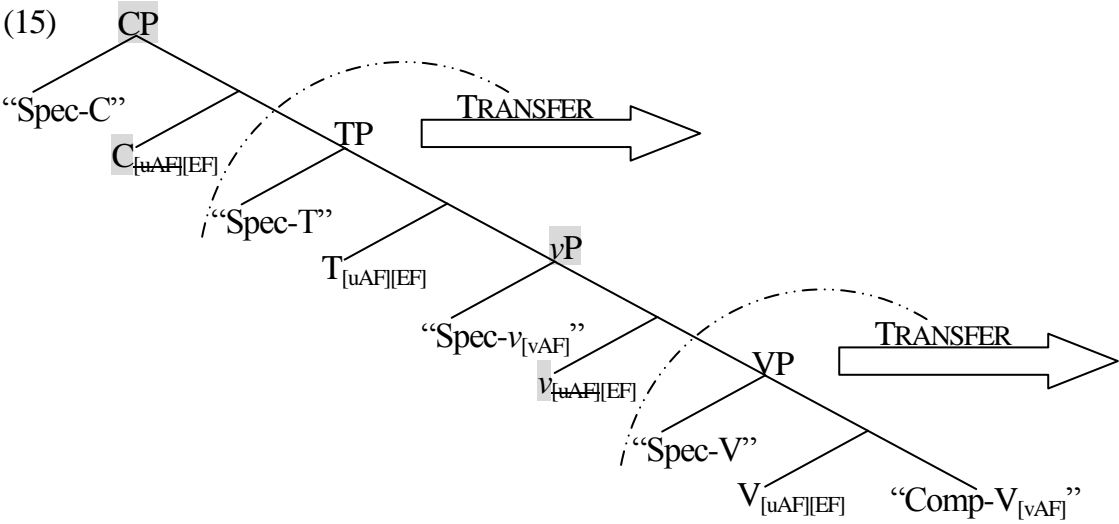 (15) CP
“Spec-C” TRANSFER
C[uAF][EF] TP
“Spec-T”
T[uAF][EF] vP
“Spec-v[vAF]” TRANSFER
v[uAF][EF] VP
“Spec-V”
V[uAF][EF] “Comp-V[vAF]”